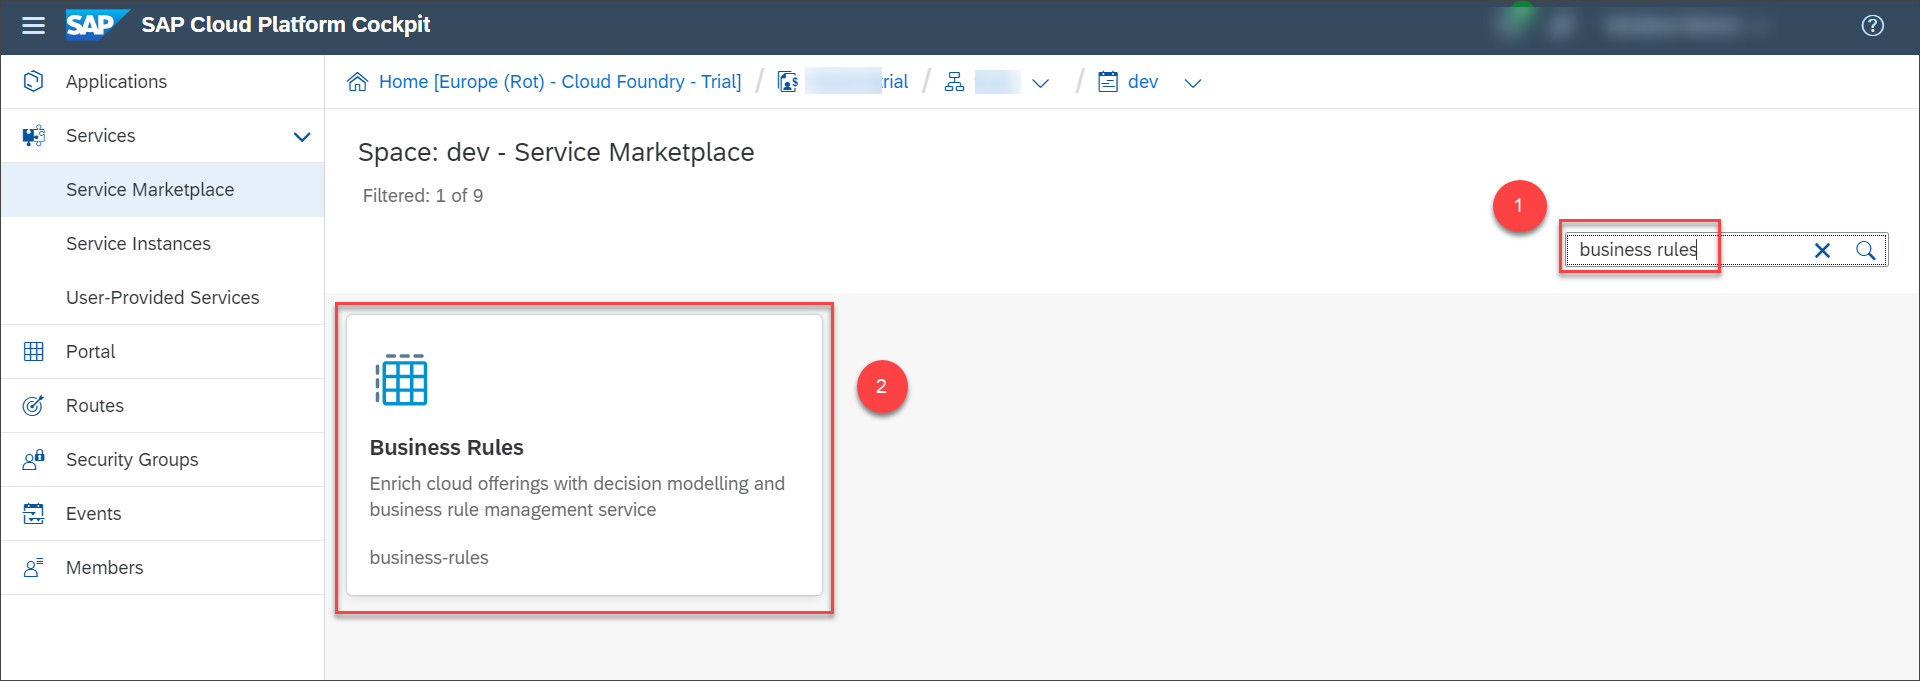 SAP SAP Cloud Platform Cockpit
Applications
Services
Service Marketplace
Service Instances
User-Provided Services
Portal
Routes
Security Groups
Events
Members
Home [Europe (Rot) - Cloud Foundry - Trial] / rial / / dev
Space: dev - Service Marketplace
Filtered: 1 of 9
1
business rules
2
Business Rules
Enrich cloud offerings with decision modelling and
business rule management service
business-rules